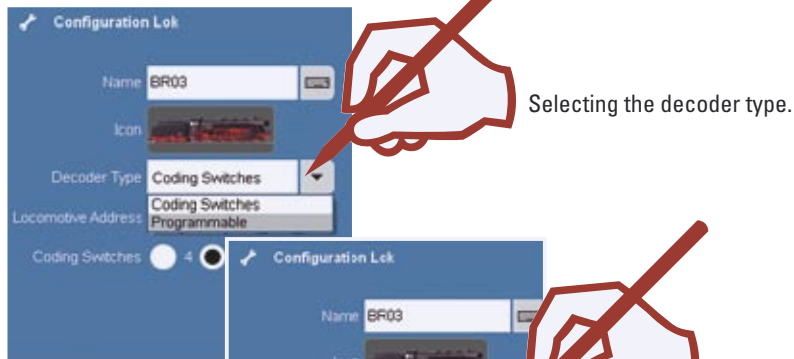 Configuration Lok
Name BR03
Icon
Selecting the decoder type.
Decoder Type Coding Switches
Coding Switches
Locomotive Address Programmable
Coding Switches 4
Configuration Lok
Name BR03